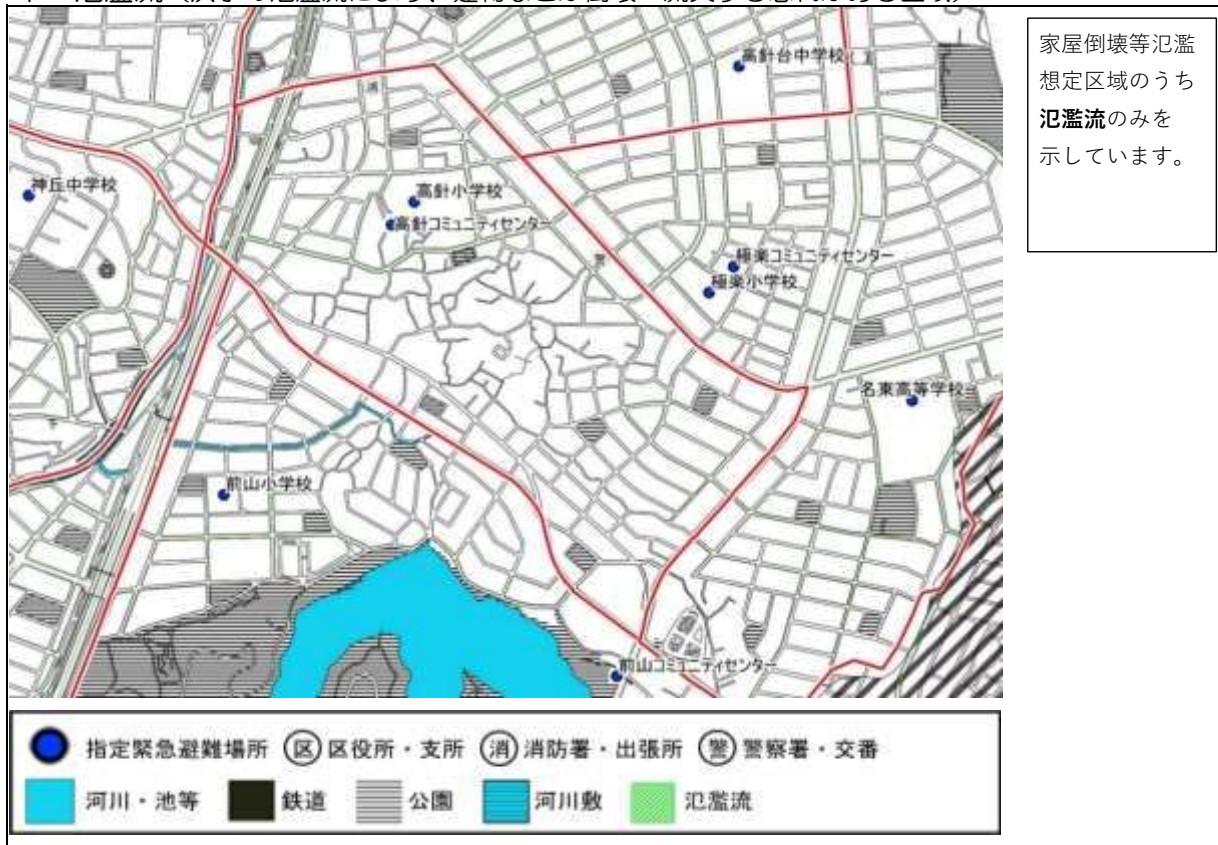 家屋倒壊等氾濫
想定区域のうち
氾濫流のみを
示しています。
高針台中学校
消
神丘中学校
高針小学校
高針コミュニティセンター
警
極楽コミュニティセンター
極楽小学校
名東高等学校
前山小学校
前山コミュニティセンター
指定緊急避難場所 区 区役所・支所 消 消防署・出張所 警 警察署・交番
河川・池等 鉄道 公園 河川敷 氾濫流